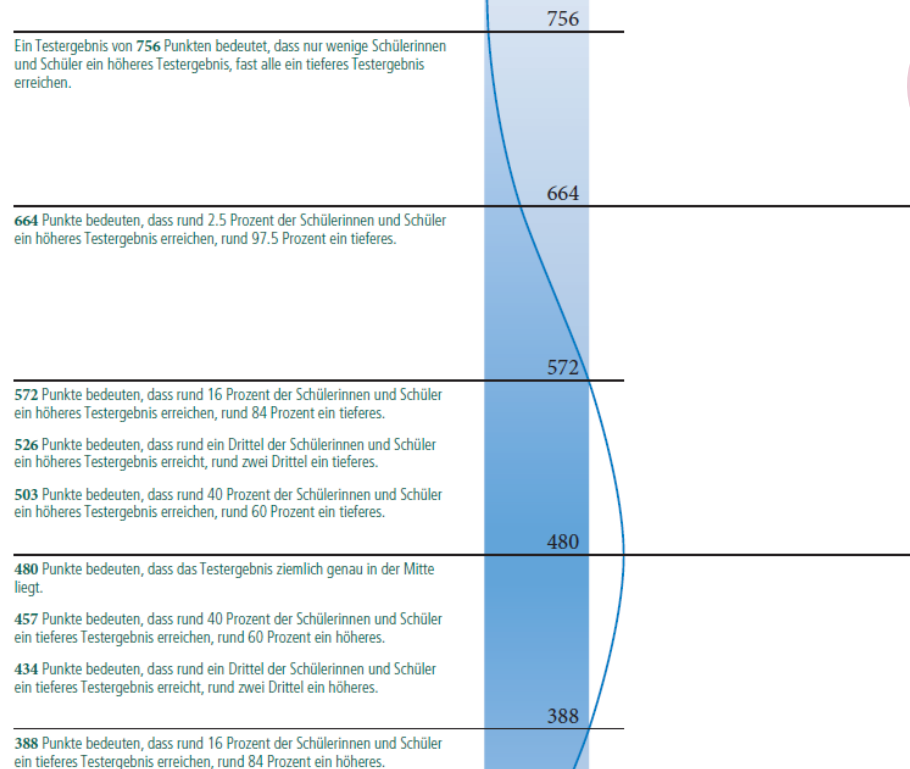 756
Ein Testergebnis von 756 Punkten bedeutet, dass nur wenige Schülerinnen
und Schüler ein höheres Testergebnis, fast alle ein tieferes Testergebnis
erreichen.
664
664 Punkte bedeuten, dass rund 2.5 Prozent der Schülerinnen und Schüler
ein höheres Testergebnis erreichen, rund 97.5 Prozent ein tieferes.
572
572 Punkte bedeuten, dass rund 16 Prozent der Schülerinnen und Schüler
ein höheres Testergebnis erreichen, rund 84 Prozent ein tieferes.
526 Punkte bedeuten, dass rund ein Drittel der Schülerinnen und Schüler
ein höheres Testergebnis erreicht, rund zwei Drittel ein tieferes.
503 Punkte bedeuten, dass rund 40 Prozent der Schülerinnen und Schüler
ein höheres Testergebnis erreichen, rund 60 Prozent ein tieferes.
480
480 Punkte bedeuten, dass das Testergebnis ziemlich genau in der Mitte
liegt.
457 Punkte bedeuten, dass rund 40 Prozent der Schülerinnen und Schüler
ein tieferes Testergebnis erreichen, rund 60 Prozent ein höheres.
434 Punkte bedeuten, dass rund ein Drittel der Schülerinnen und Schüler
ein tieferes Testergebnis erreicht, rund zwei Drittel ein höheres.
388
388 Punkte bedeuten, dass rund 16 Prozent der Schülerinnen und Schüler
ein tieferes Testergebnis erreichen, rund 84 Prozent ein höheres.